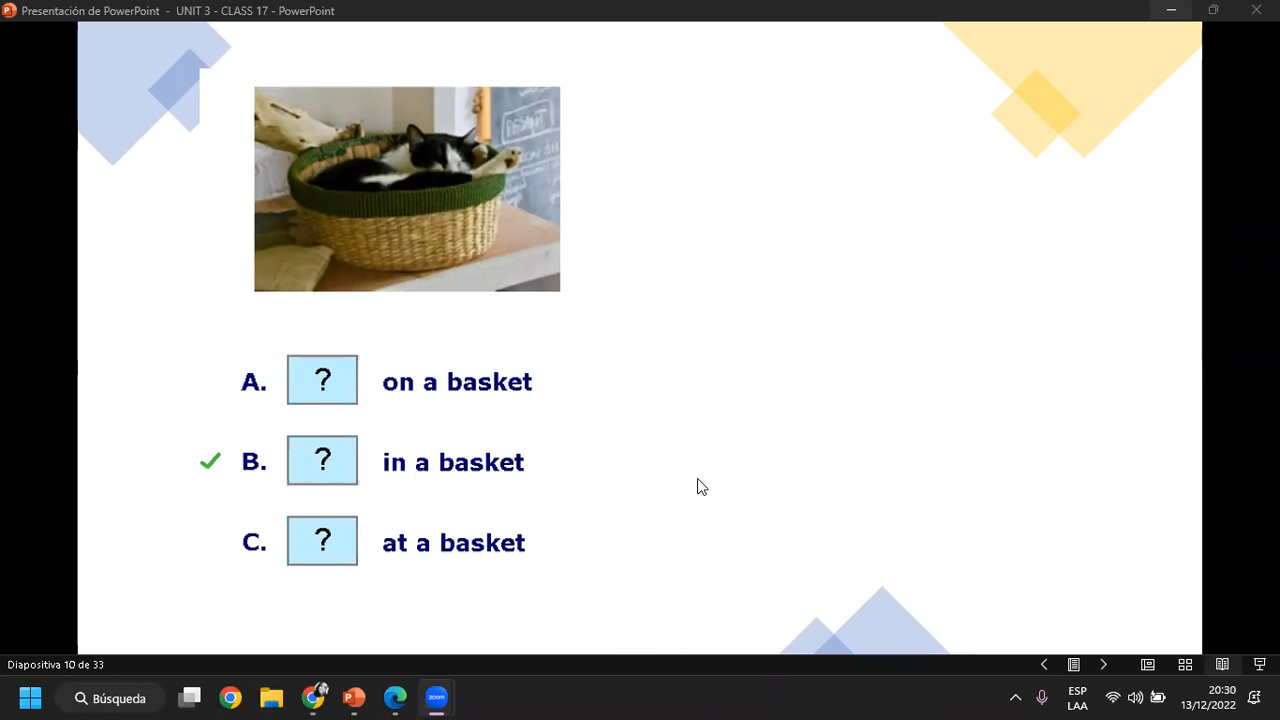 Presentación de PowerPoint - UNIT 3 - CLASS 17 - PowerPoint
A. ? on a basket
B. ? in a basket
C. ? at a basket
Diapositiva 10 de 33
Búsqueda
zoom
ESP
LAA
20:30
13/12/2022